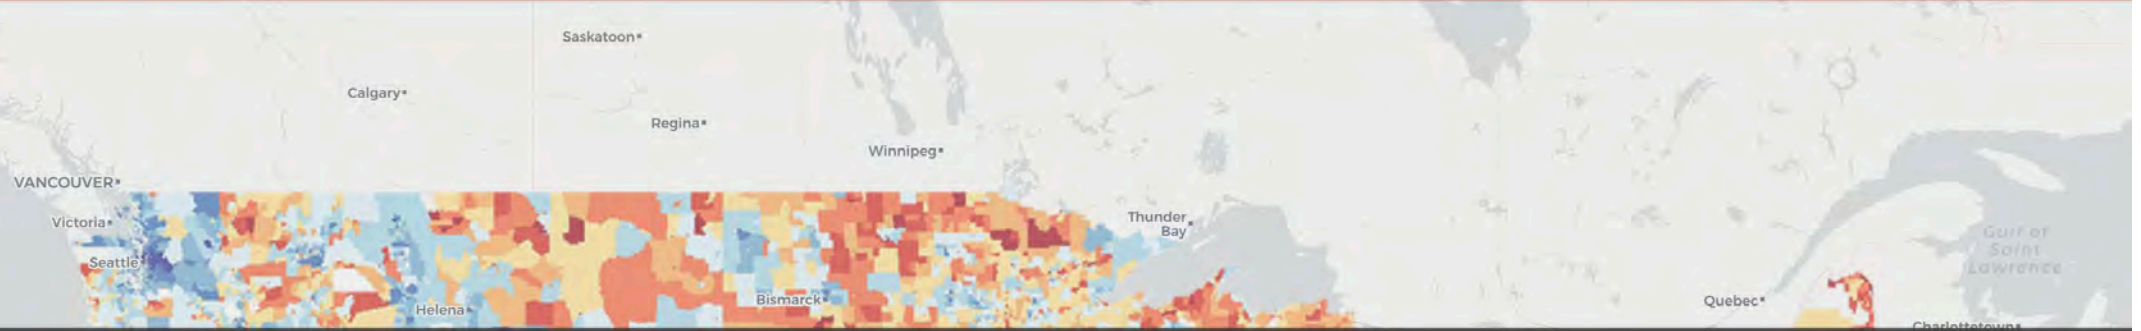 Saskatoon
Calgary
Regina
Winnipeg
VANCOUVER
Victoria
Thunder
Bay
Seattle
Gulf of
Saint
Lawrence
Helena
Bismarck
Quebec
Charlottetown